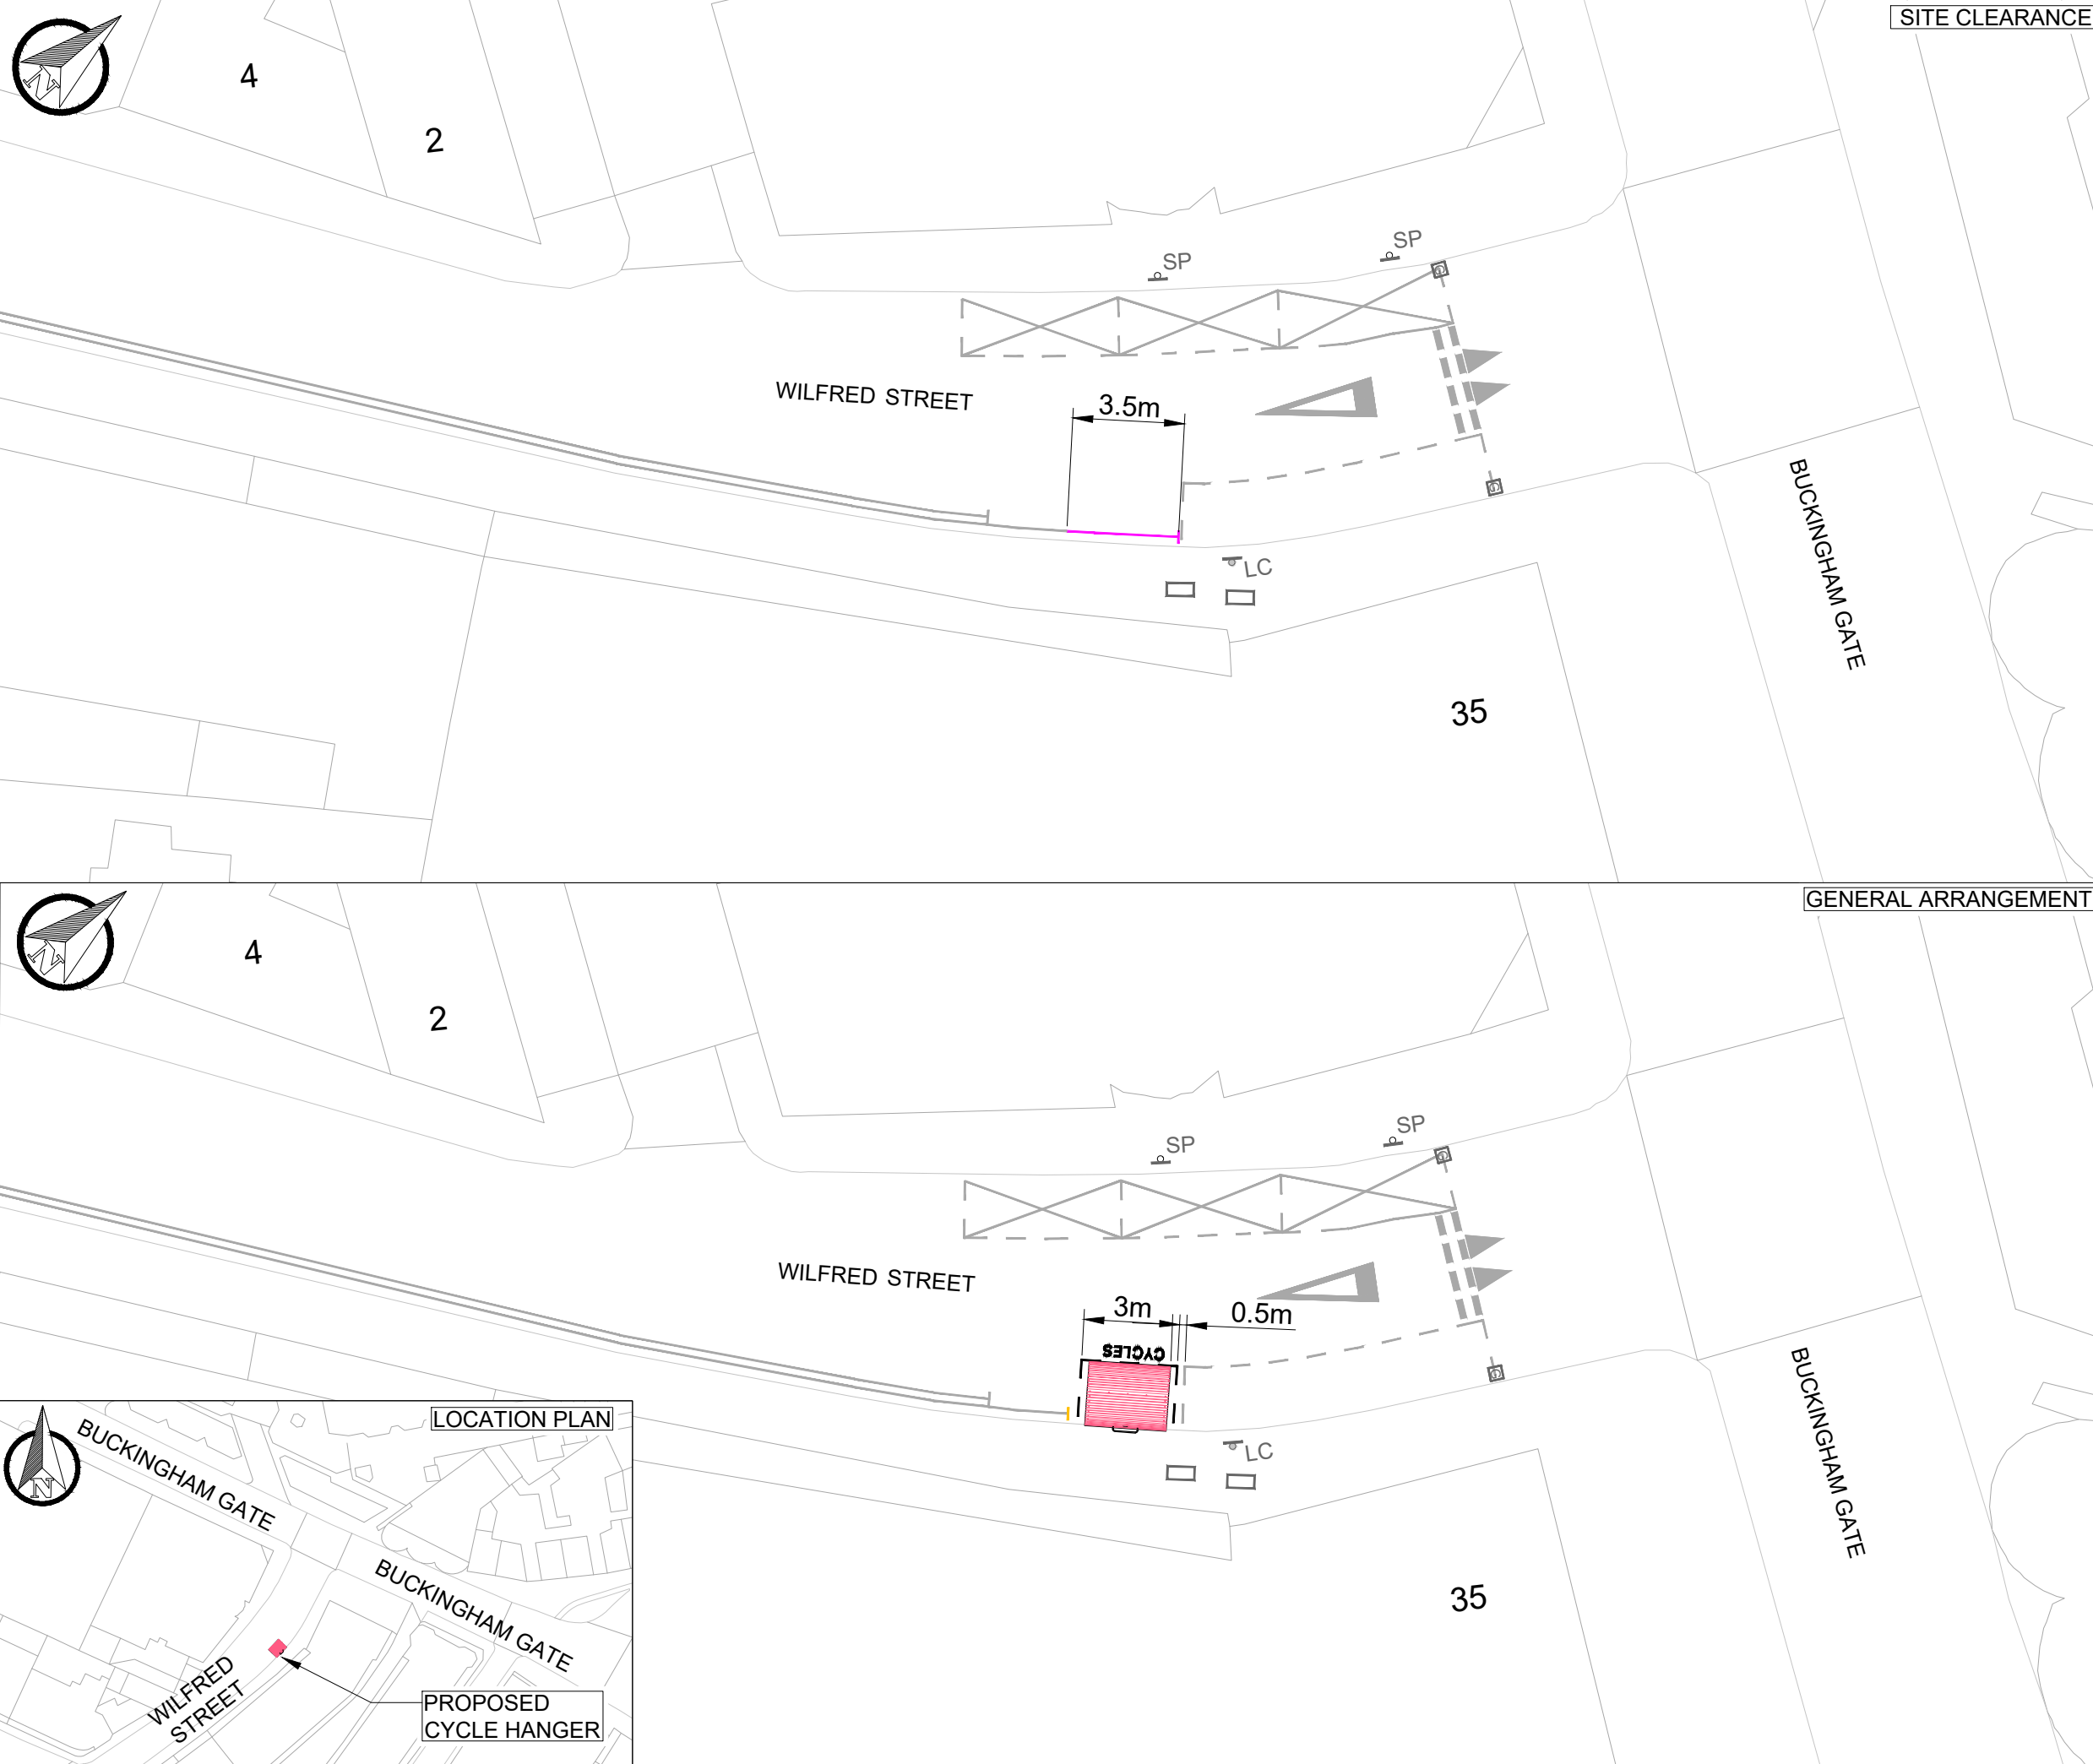 SITE CLEARANCE
N
4
2
SP
SP
G
WILFRED STREET
3.5m
G
LC
BUCKINGHAM GATE
35
GENERAL ARRANGEMENT
N
4
2
SP
SP
G
WILFRED STREET
3m
0.5m
CYCLES
G
LC
BUCKINGHAM GATE
35
LOCATION PLAN
N
BUCKINGHAM GATE
BUCKINGHAM GATE
WILFRED
STREET
PROPOSED
CYCLE HANGER